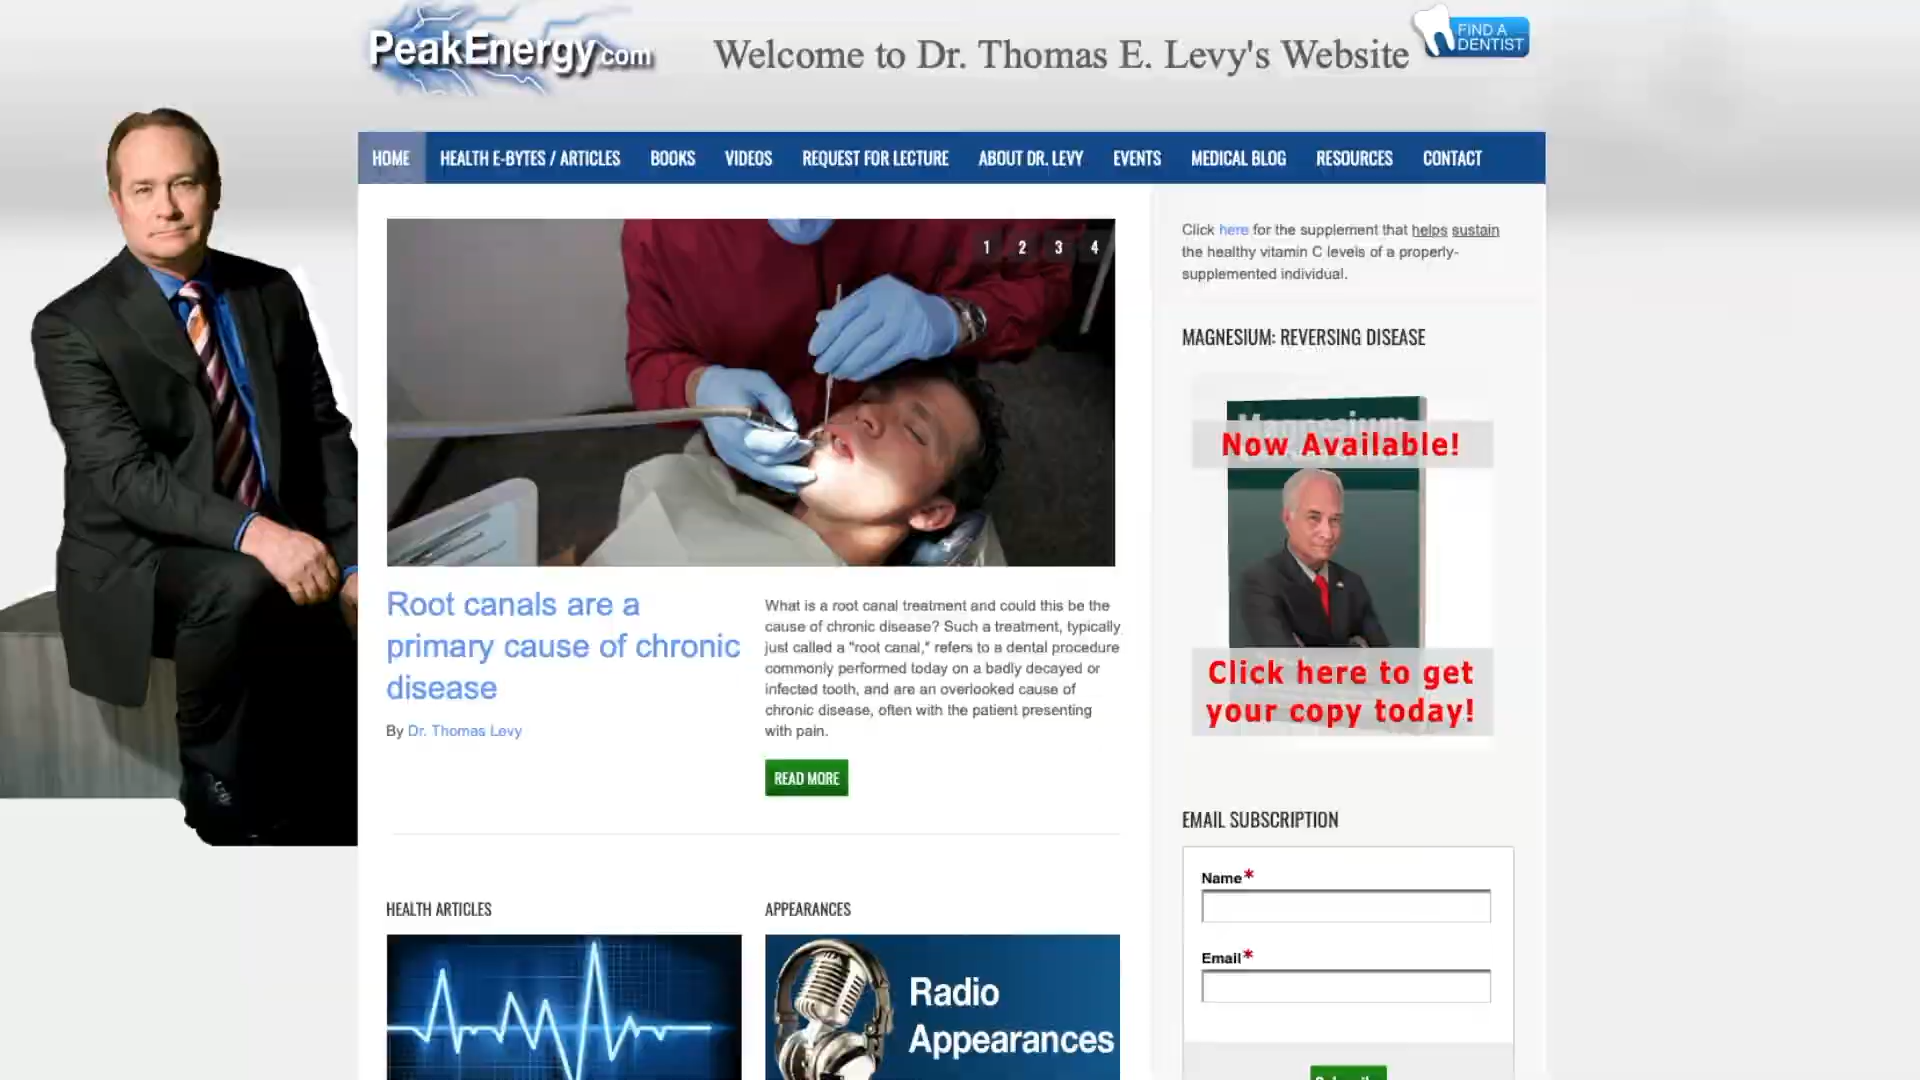 PeakEnergy.com
Welcome to Dr. Thomas E. Levy's Website
FIND A
DENTIST
HOME HEALTH E-BYTES / ARTICLES BOOKS VIDEOS REQUEST FOR LECTURE ABOUT DR. LEVY EVENTS MEDICAL BLOG RESOURCES CONTACT
1 2 3 4
Root canals are a
primary cause of chronic
disease
By Dr. Thomas Levy
What is a root canal treatment and could this be the
cause of chronic disease? Such a treatment, typically
just called a "root canal," refers to a dental procedure
commonly performed today on a badly decayed or
infected tooth, and are an overlooked cause of
chronic disease, often with the patient presenting
with pain.
READ MORE
HEALTH ARTICLES
APPEARANCES
Radio
Appearances
Click here for the supplement that helps sustain
the healthy vitamin C levels of a properly-
supplemented individual.
MAGNESIUM: REVERSING DISEASE
Magnesium
Now Available!
Click here to get
your copy today!
EMAIL SUBSCRIPTION
Name*
Email*